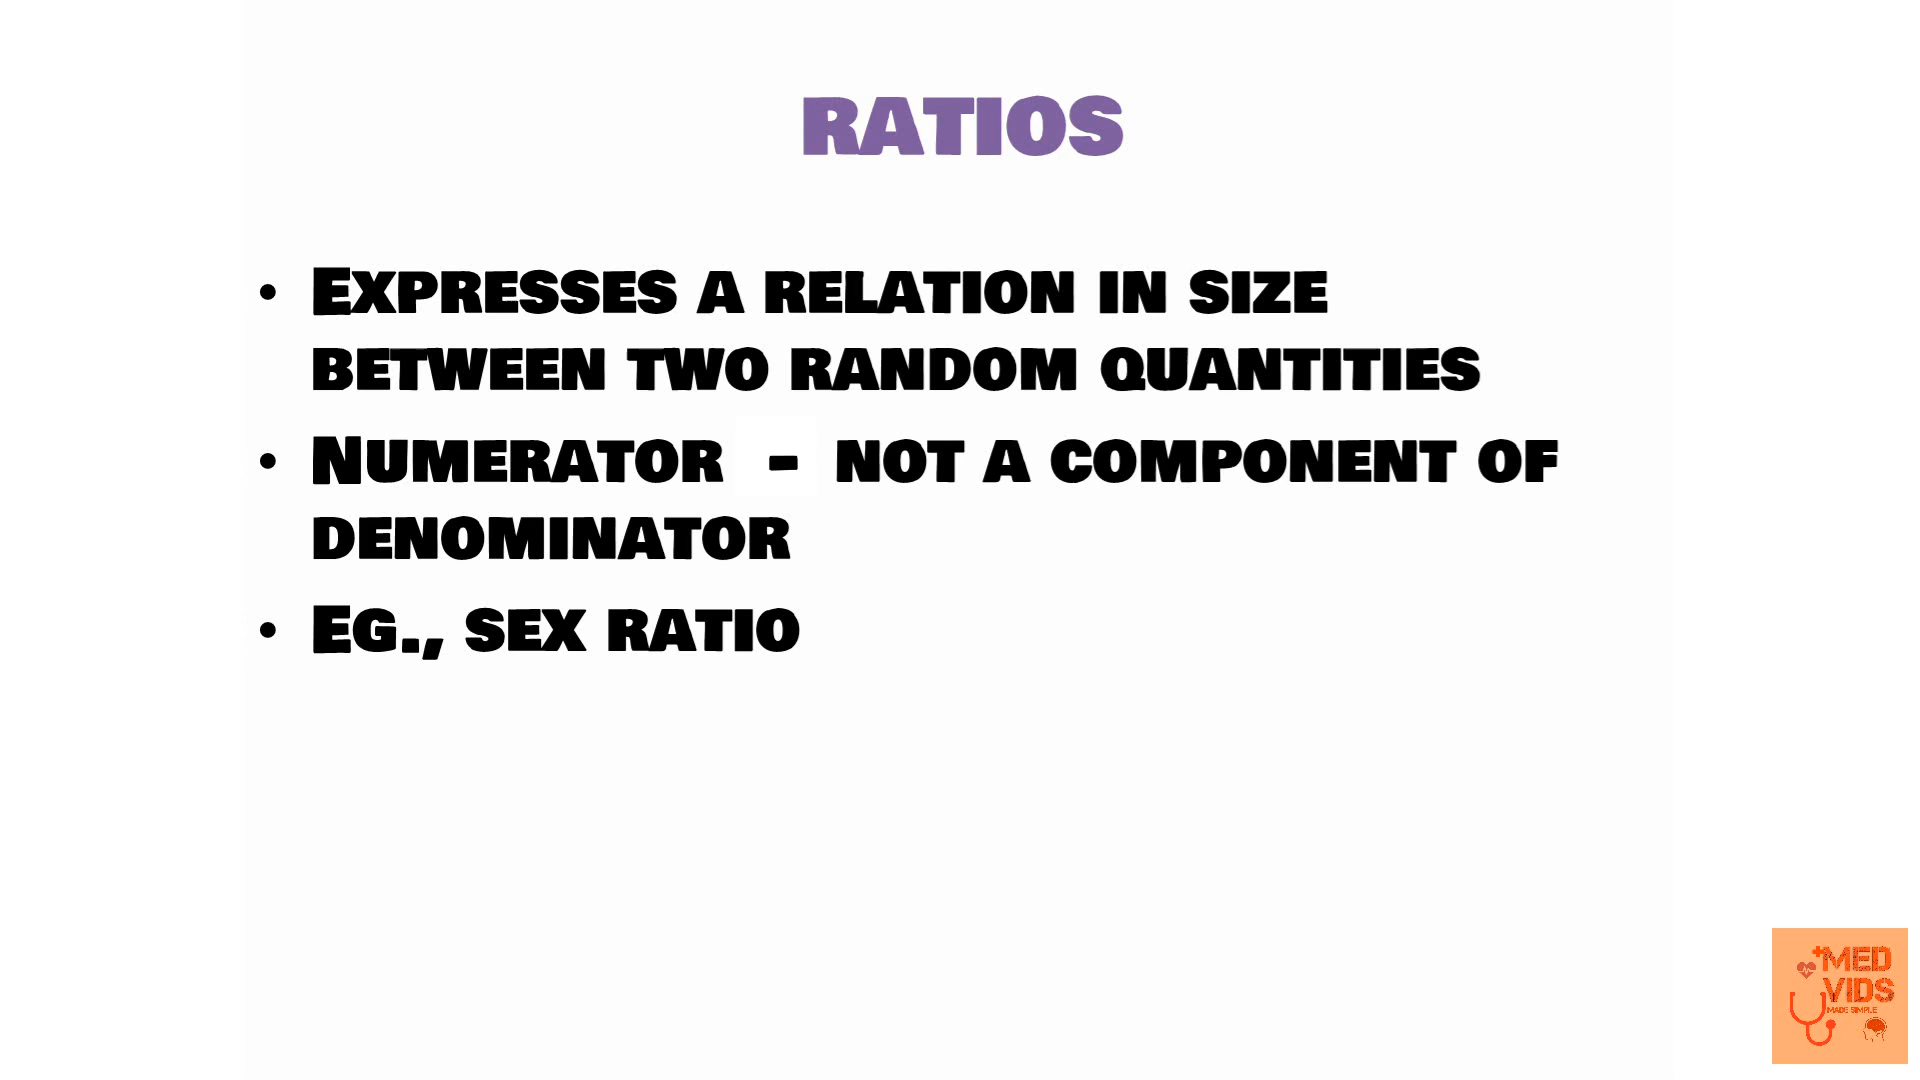 RATIOS
• EXPRESSES A RELATION IN SIZE
BETWEEN TWO RANDOM QUANTITIES
• NUMERATOR - NOT A COMPONENT OF
DENOMINATOR
• EG., SEX RATIO
MED
VIDS
MADE SIMPLE